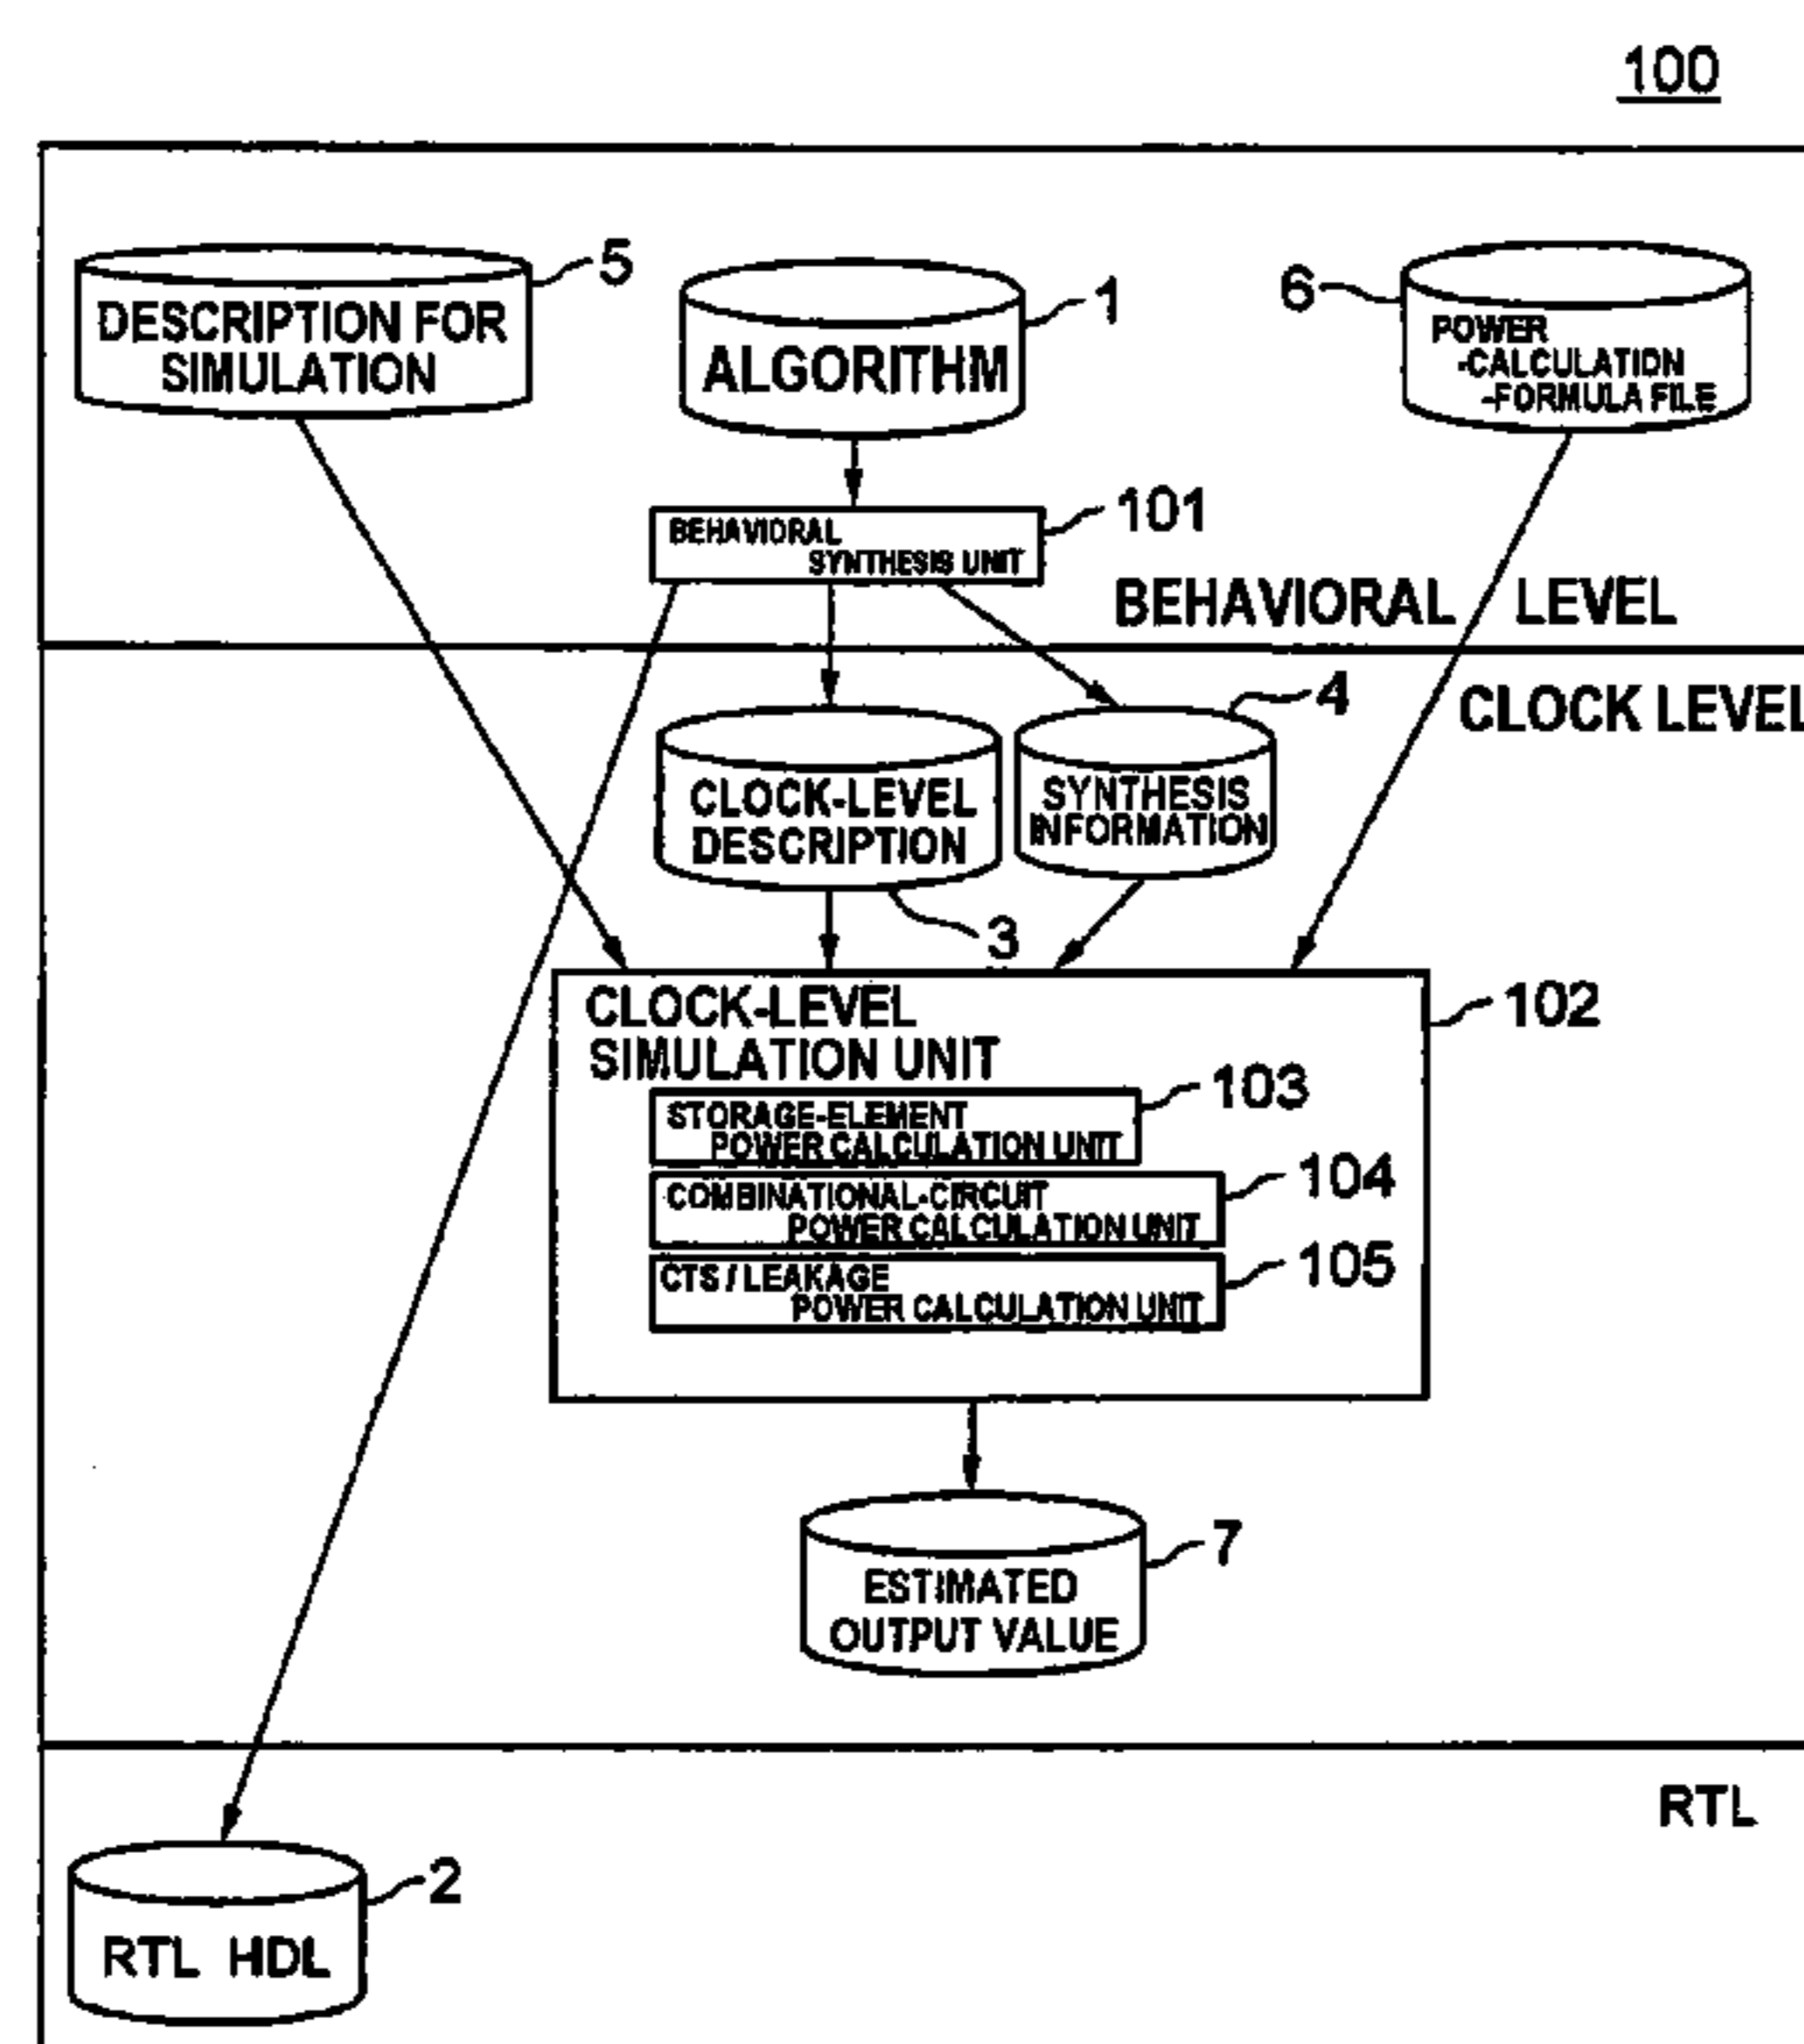 100
5
DESCRIPTION FOR
SIMULATION
1
ALGORITHM
6
POWER
-CALCULATION
-FORMULA FILE
101
BEHAVIORAL
SYNTHESIS UNIT
BEHAVIORAL LEVEL
CLOCK LEVEL
4
CLOCK-LEVEL
DESCRIPTION
SYNTHESIS
INFORMATION
3
102
CLOCK-LEVEL
SIMULATION UNIT
103
STORAGE-ELEMENT
POWER CALCULATION UNIT
104
COMBINATIONAL-CIRCUIT
POWER CALCULATION UNIT
105
CTS / LEAKAGE
POWER CALCULATION UNIT
7
ESTIMATED
OUTPUT VALUE
RTL
2
RTL HDL